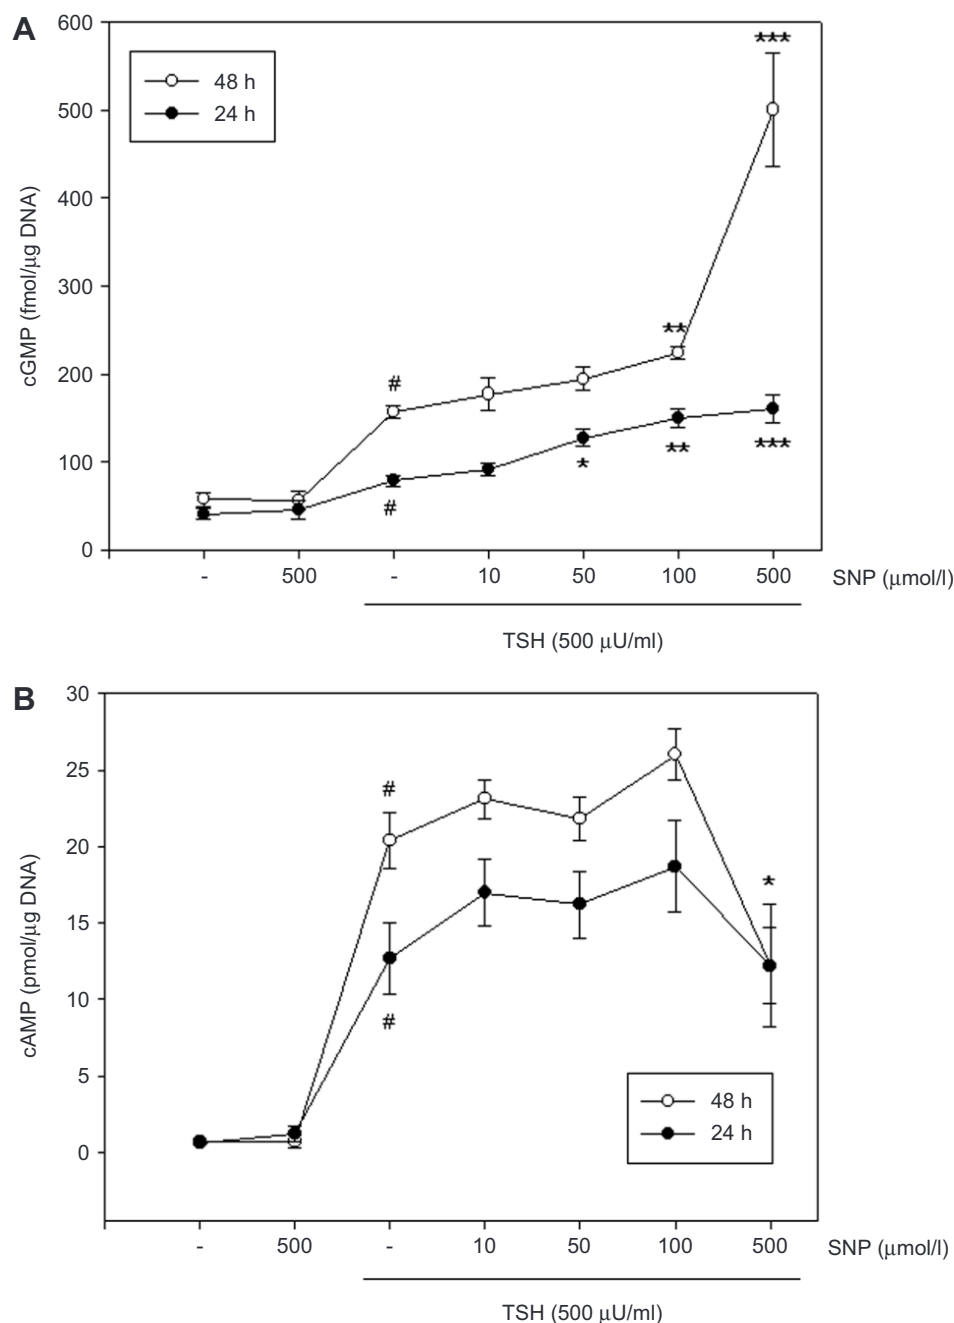 A
600
500
400
300
200
100
0
cGMP (fmol/μg DNA)
48 h
24 h
#
#
*
**
**
***
***
- 500 - 10 50 100 500 SNP (μmol/l)
TSH (500 μU/ml)
B
30
25
20
15
10
5
0
cAMP (pmol/μg DNA)
#
#
*
48 h
24 h
- 500 - 10 50 100 500 SNP (μmol/l)
TSH (500 μU/ml)